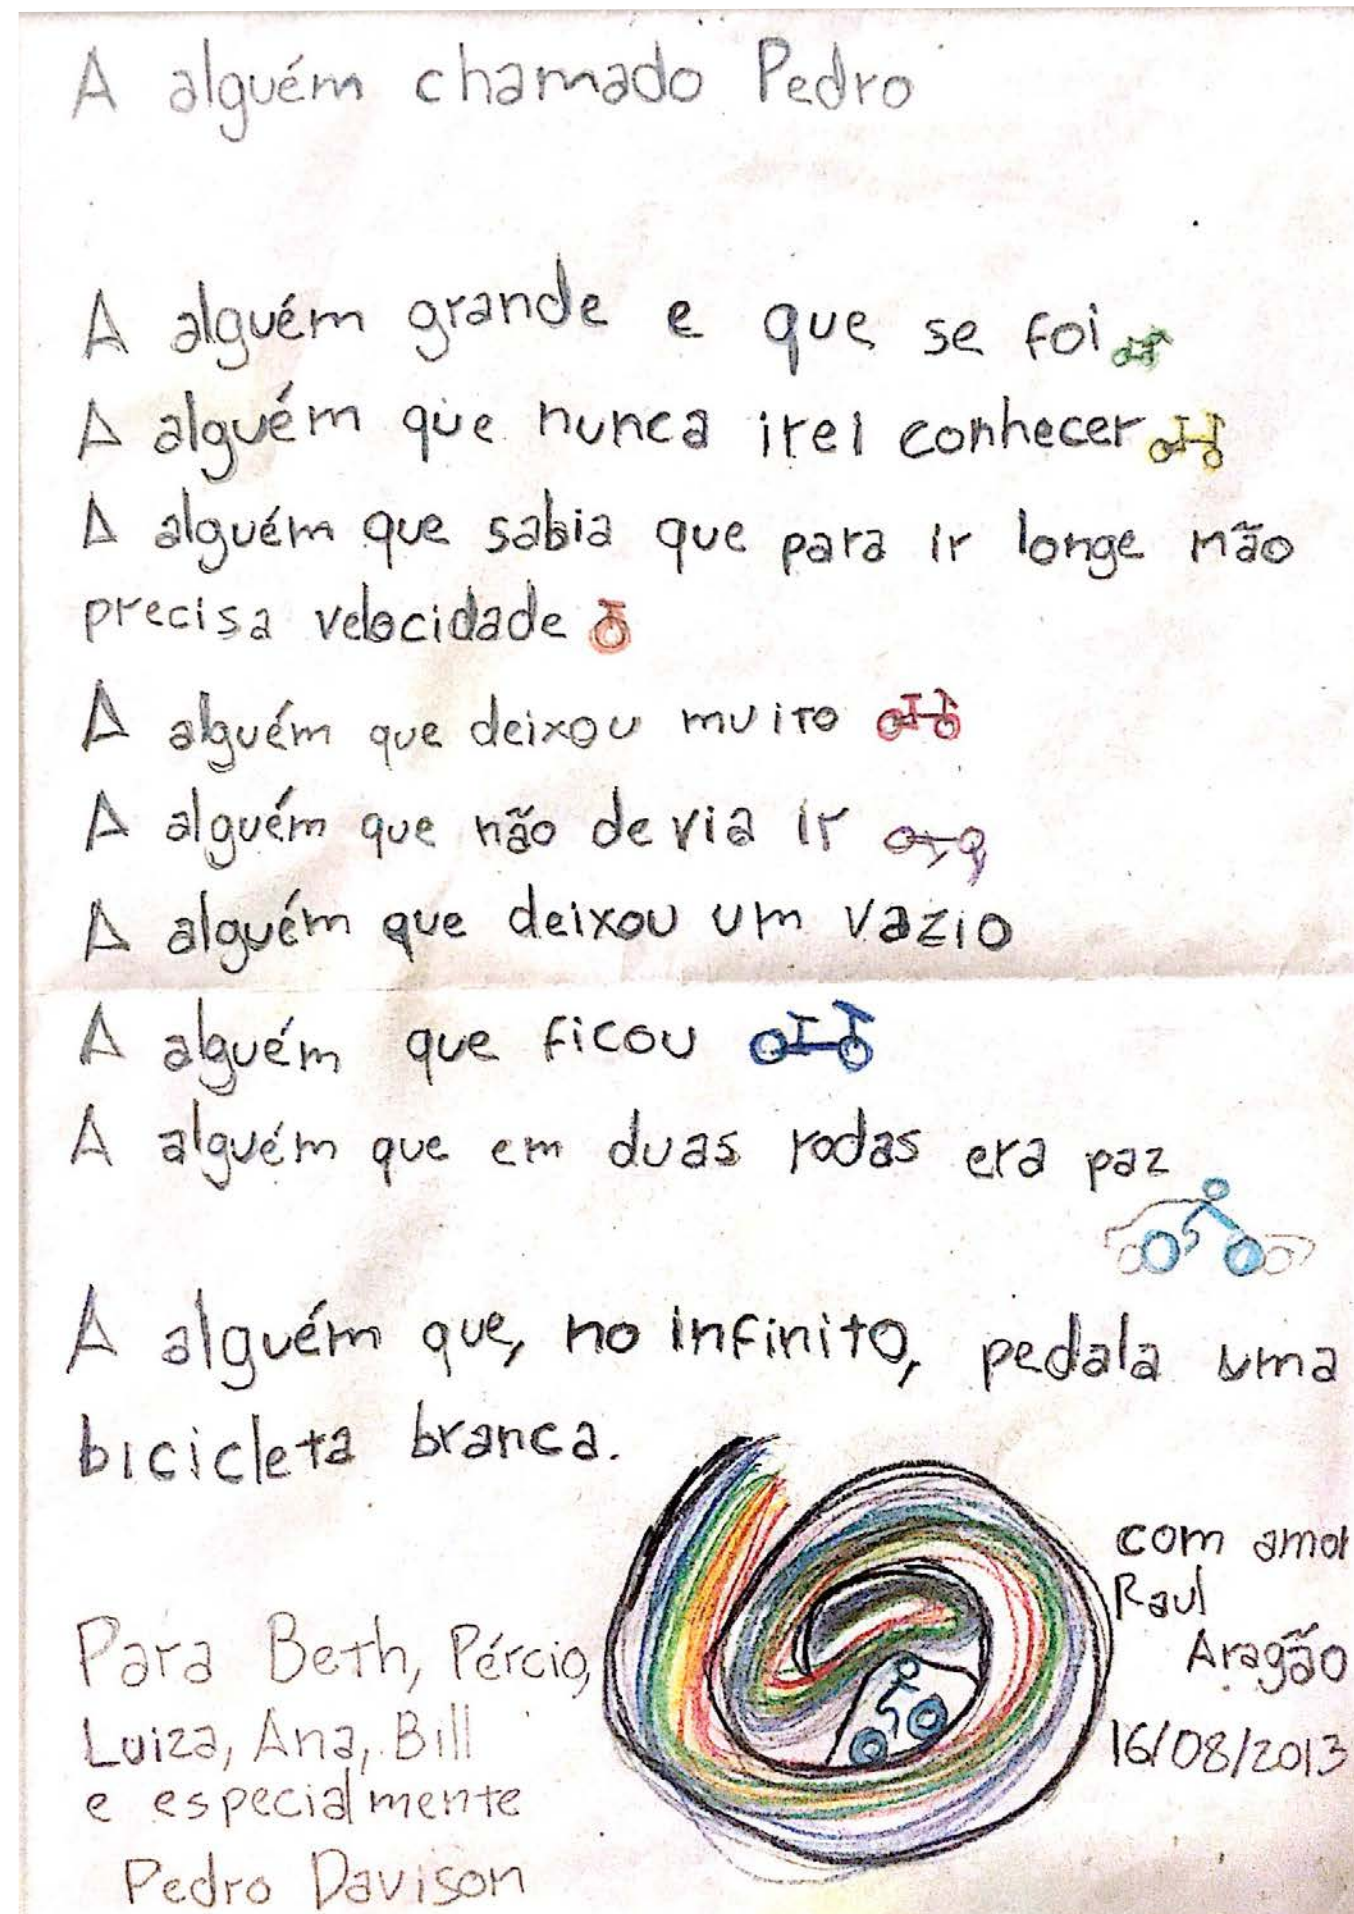 A alguém chamado Pedro
A alguém grande e que se foi
A alguém que nunca irei conhecer
A alguém que sabia que para ir longe não
precisa velocidade
A alguém que deixou muito
A alguém que não devia ir
A alguém que deixou um vazio
A alguém que ficou
A alguém que em duas rodas era paz
A alguém que, no infinito, pedala uma
bicicleta branca.
com amor
Raul
Aragão
16/08/2013
Para Beth, Pércio,
Luiza, Ana, Bill
e especialmente
Pedro Davison